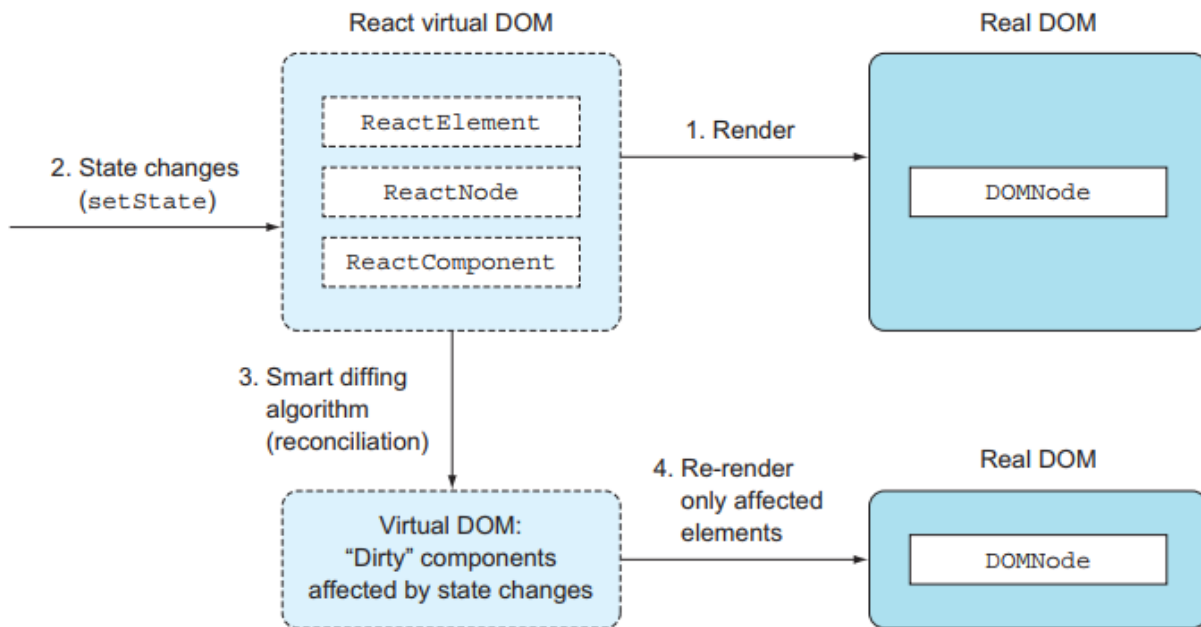 React virtual DOM
Real DOM
ReactElement
1. Render
2. State changes
(setState)
ReactNode
DOMNode
ReactComponent
3. Smart diffing
algorithm
(reconciliation)
4. Re-render
only affected
elements
Real DOM
Virtual DOM:
“Dirty” components
affected by state changes
DOMNode